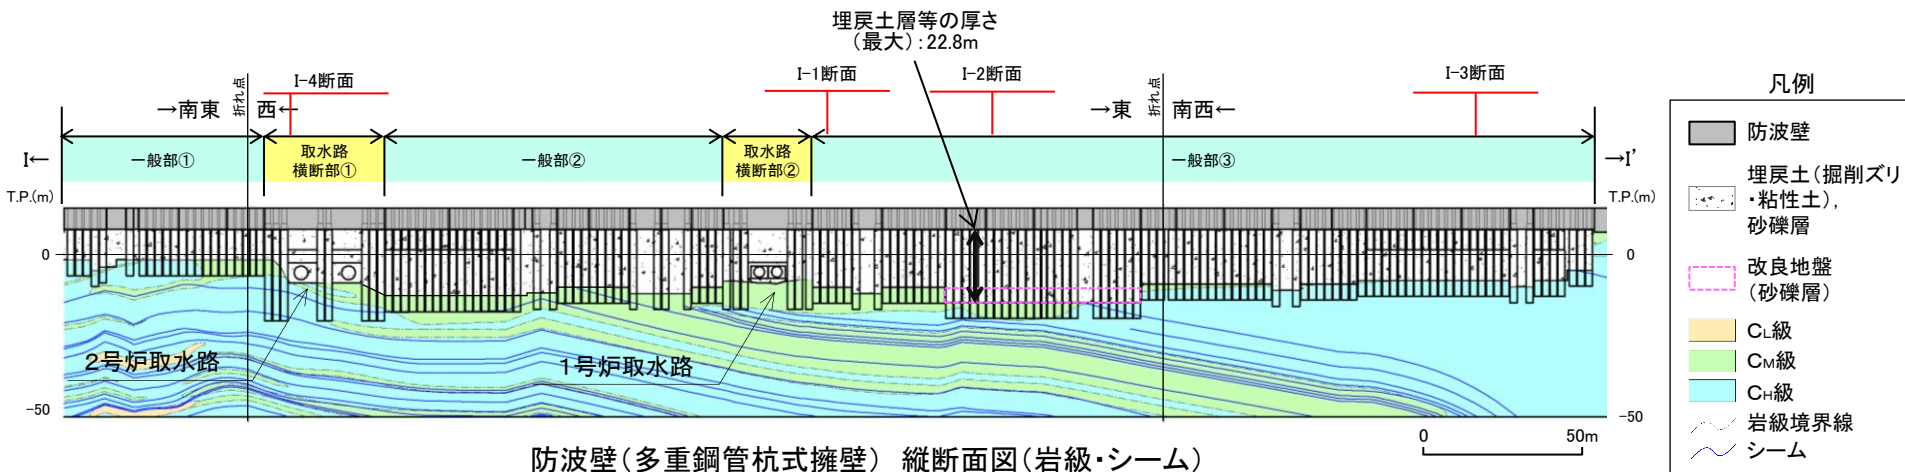 埋戻土層等の厚さ
（最大）：22.8m
I-4断面
I-1断面
I-2断面
I-3断面
→南東
折れ点
西←
→東
折れ点
南西←
I←
一般部①
取水路
横断部①
一般部②
取水路
横断部②
一般部③
→I’
T.P.(m)
T.P.(m)
0
0
2号炉取水路
1号炉取水路
-50
-50
0
50m
防波壁（多重鋼管杭式擁壁） 縦断面図（岩級・シーム）
凡例
防波壁
埋戻土（掘削ズリ
・粘性土），
砂礫層
改良地盤
（砂礫層）
CL級
CM級
CH級
岩級境界線
シーム